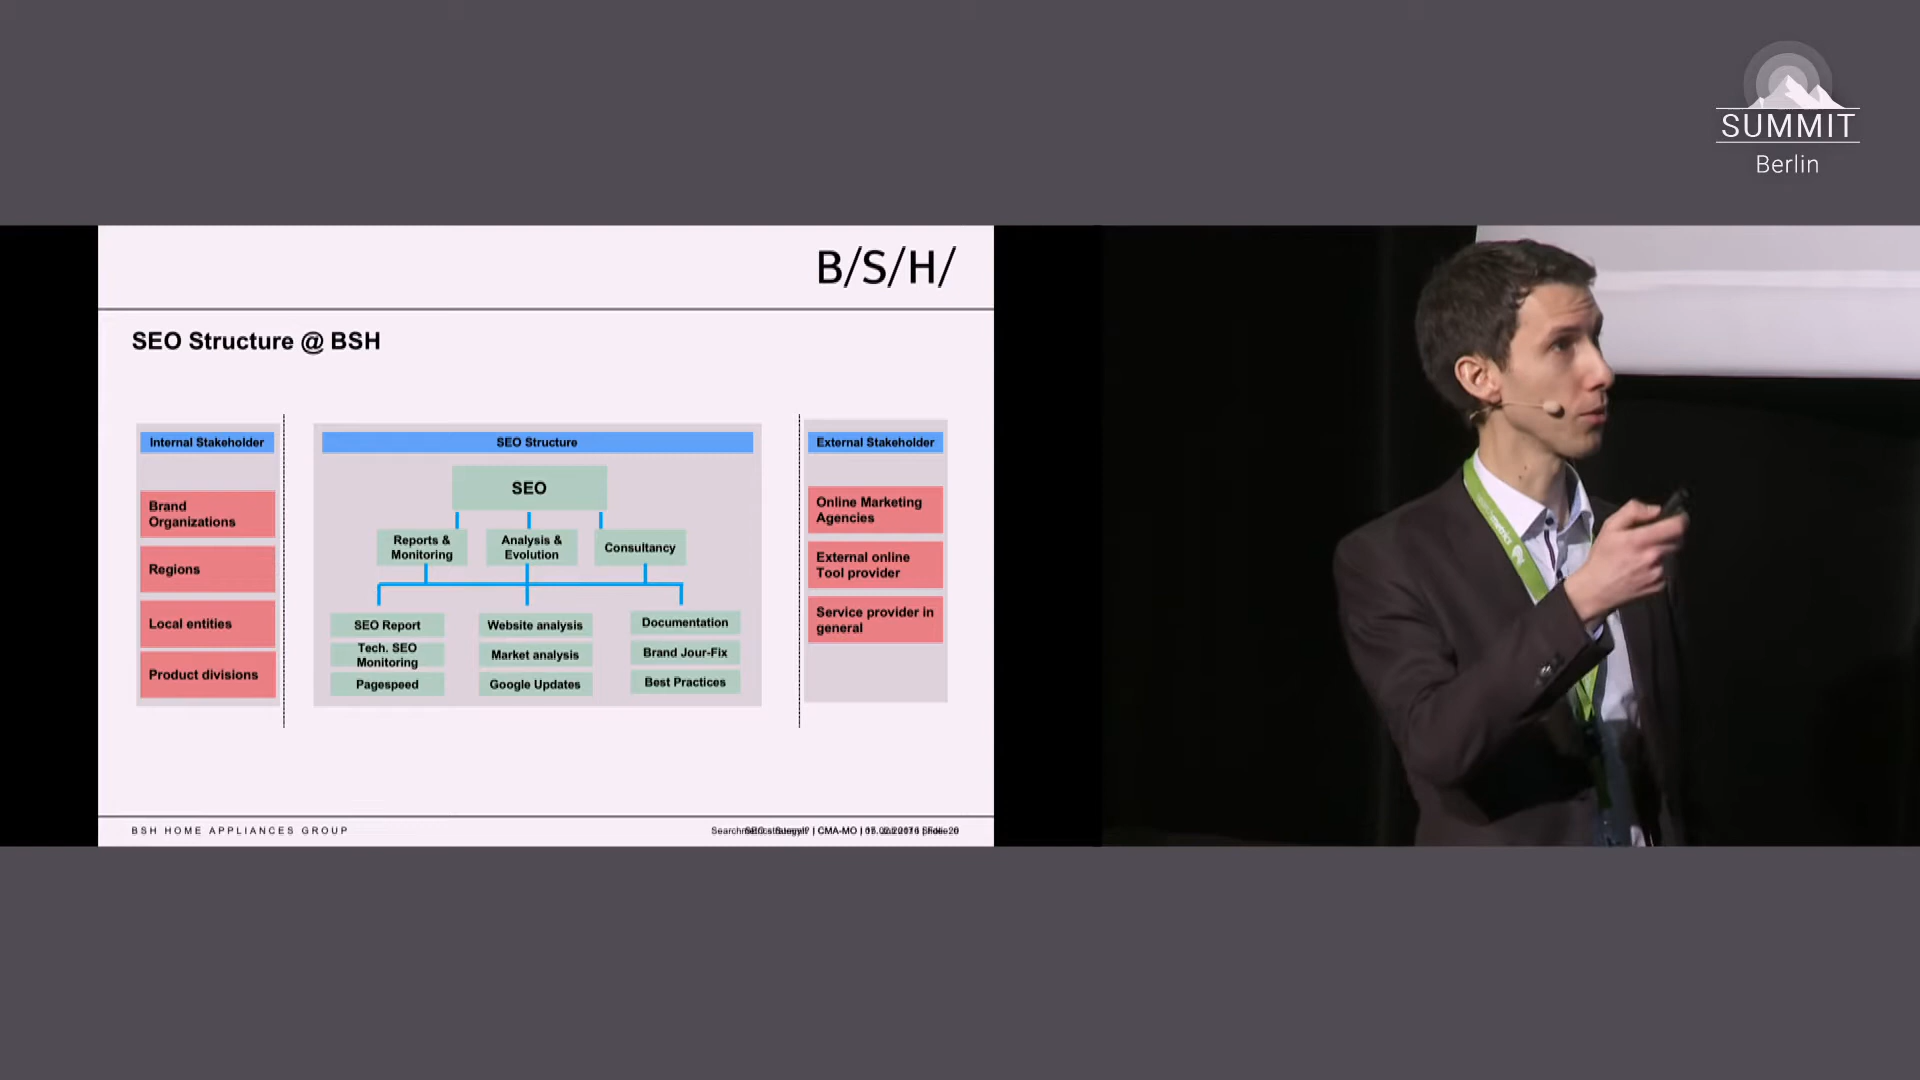 SUMMIT
Berlin
B/S/H/
SEO Structure @ BSH
Internal Stakeholder
Brand
Organizations
Regions
Local entities
Product divisions
SEO Structure
SEO
Reports &
Monitoring
Analysis &
Evolution
Consultancy
SEO Report
Tech. SEO
Monitoring
Pagespeed
Website analysis
Market analysis
Google Updates
Documentation
Brand Jour-Fix
Best Practices
External Stakeholder
Online Marketing
Agencies
External online
Tool provider
Service provider in
general
BSH HOME APPLIANCES GROUP
| CMA-MO |